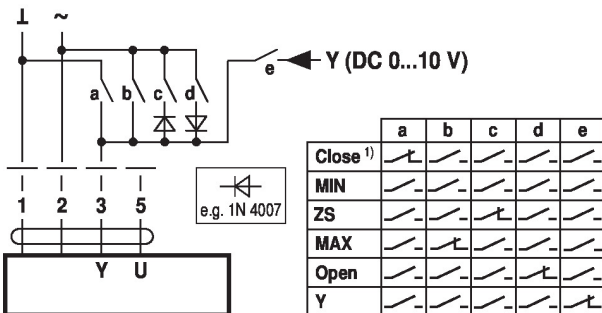 ⊥ ~
a b c d e Y (DC 0...10 V)
1 2 3 5
Y U
e.g. 1N 4007
a b c d e
Close 1)
MIN
ZS
MAX
Open
Y